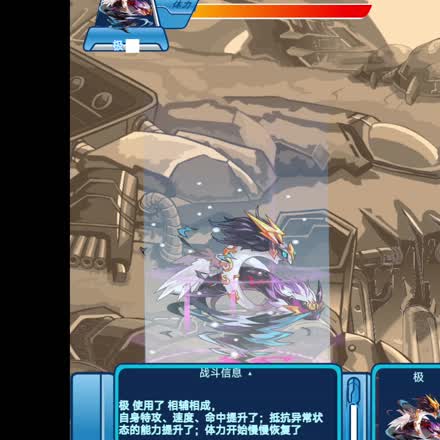 体力
极
战斗信息
极 使用了 相辅相成，
自身特攻、速度、命中提升了；抵抗异常状
态的能力提升了；体力开始慢慢恢复了
极